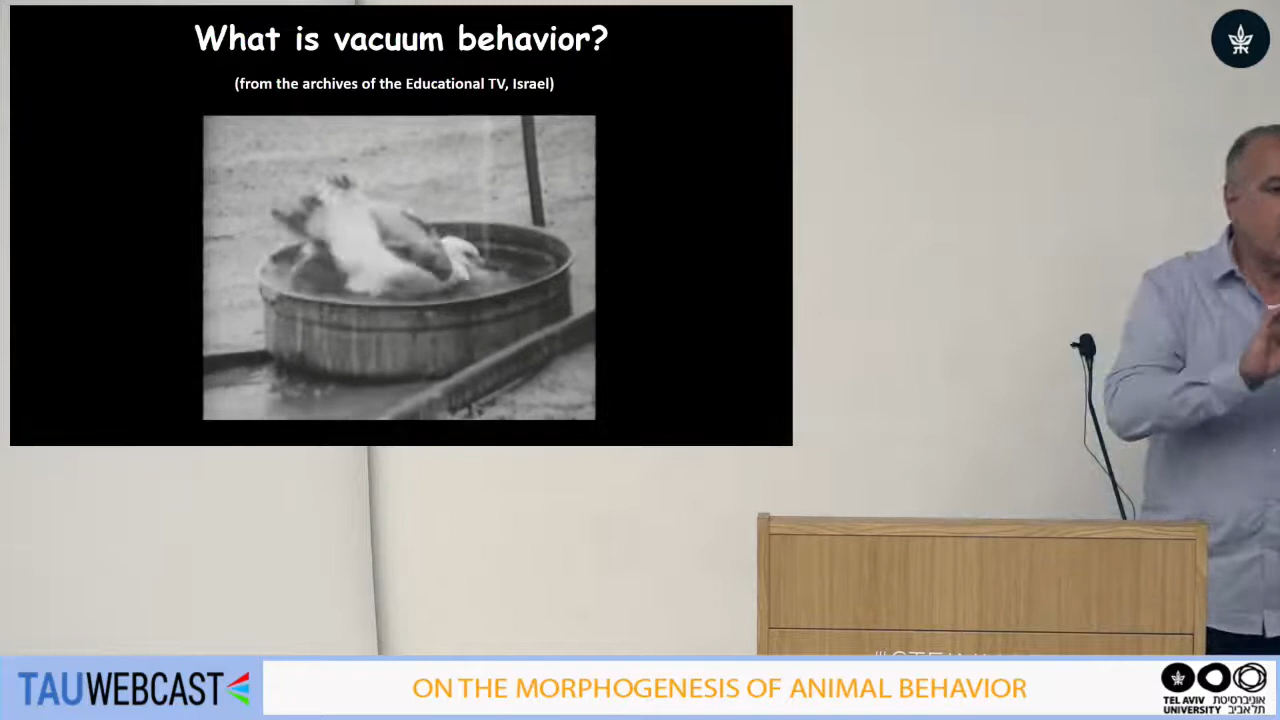 What is vacuum behavior?
(from the archives of the Educational TV, Israel)
TAUWEBCAST
ON THE MORPHOGENESIS OF ANIMAL BEHAVIOR
TEL AVIV אוניברסיטת
UNIVERSITY תל אביב